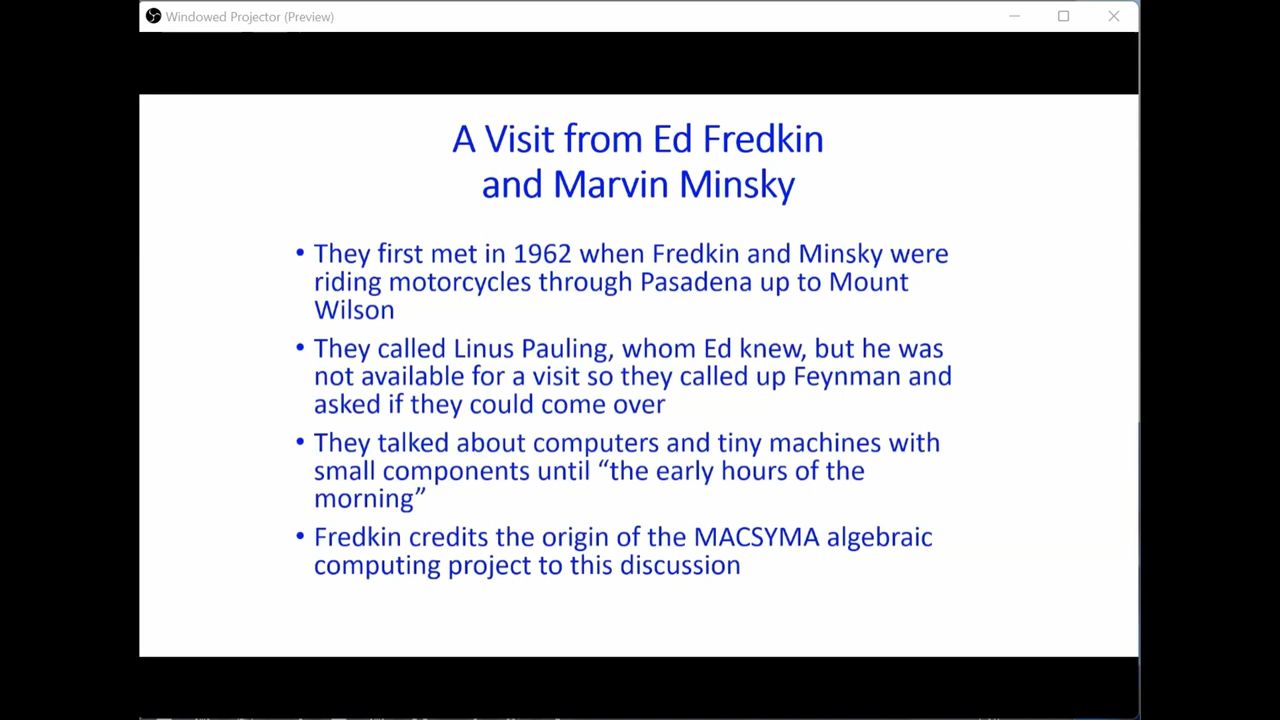 Windowed Projector (Preview)
A Visit from Ed Fredkin
and Marvin Minsky
• They first met in 1962 when Fredkin and Minsky were
riding motorcycles through Pasadena up to Mount
Wilson
• They called Linus Pauling, whom Ed knew, but he was
not available for a visit so they called up Feynman and
asked if they could come over
• They talked about computers and tiny machines with
small components until “the early hours of the
morning”
• Fredkin credits the origin of the MACSYMA algebraic
computing project to this discussion